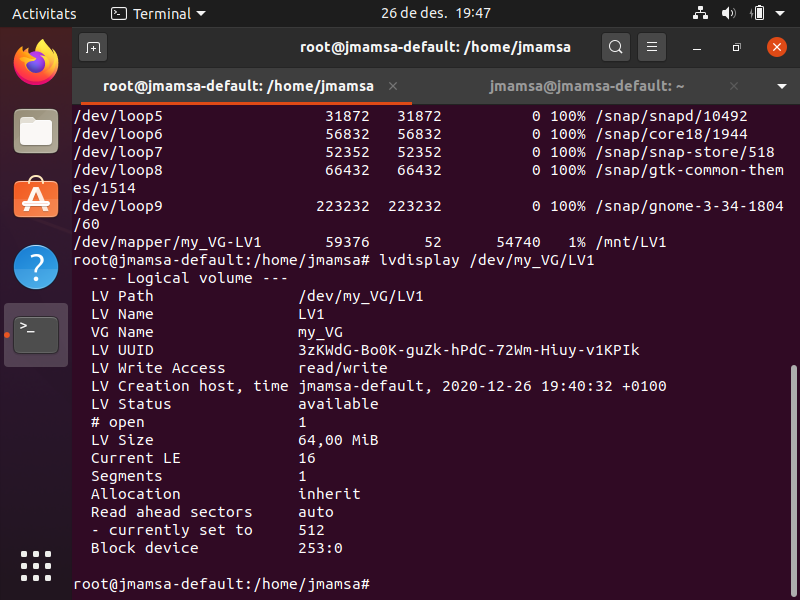 Activitats
Terminal
26 de des. 19:47
root@jmamsa-default: /home/jmamsa
root@jmamsa-default: /home/jmamsa
jmamsa@jmamsa-default: ~
/dev/loop5 31872 31872 0 100% /snap/snapd/10492
/dev/loop6 56832 56832 0 100% /snap/core18/1944
/dev/loop7 52352 52352 0 100% /snap/snap-store/518
/dev/loop8 66432 66432 0 100% /snap/gtk-common-them
es/1514
/dev/loop9 223232 223232 0 100% /snap/gnome-3-34-1804
/60
/dev/mapper/my_VG-LV1 59376 52 54740 1% /mnt/LV1
root@jmamsa-default:/home/jmamsa# lvdisplay /dev/my_VG/LV1
--- Logical volume ---
LV Path /dev/my_VG/LV1
LV Name LV1
VG Name my_VG
LV UUID 3zKWdG-Bo0K-guZk-hPdC-72Wm-Hiuy-v1KPIk
LV Write Access read/write
LV Creation host, time jmamsa-default, 2020-12-26 19:40:32 +0100
LV Status available
# open 1
LV Size 64,00 MiB
Current LE 16
Segments 1
Allocation inherit
Read ahead sectors auto
- currently set to 512
Block device 253:0
root@jmamsa-default:/home/jmamsa#